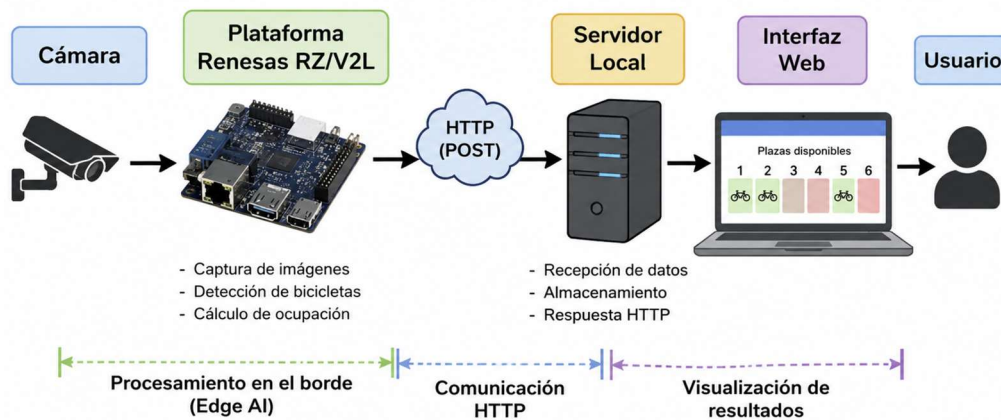 Cámara
Plataforma
Renesas RZ/V2L
Servidor
Local
Interfaz
Web
Usuario
HTTP
(POST)
Plazas disponibles
1 2 3 4 5 6
- Captura de imágenes
- Detección de bicicletas
- Cálculo de ocupación
- Recepción de datos
- Almacenamiento
- Respuesta HTTP
Procesamiento en el borde
(Edge AI)
Comunicación
HTTP
Visualización de
resultados